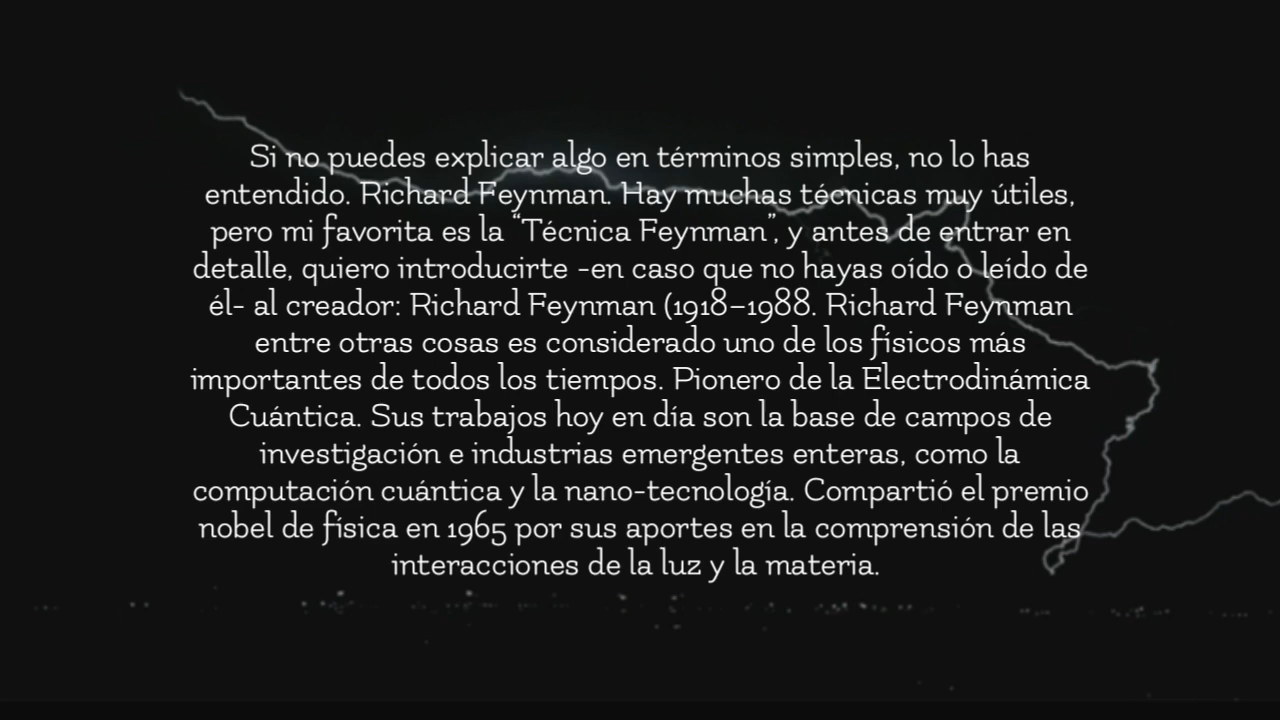 Si no puedes explicar algo en términos simples, no lo has
entendido. Richard Feynman. Hay muchas técnicas muy útiles,
pero mi favorita es la “Técnica Feynman”, y antes de entrar en
detalle, quiero introducirte -en caso que no hayas oído o leído de
él- al creador: Richard Feynman (1918–1988. Richard Feynman
entre otras cosas es considerado uno de los físicos más
importantes de todos los tiempos. Pionero de la Electrodinámica
Cuántica. Sus trabajos hoy en día son la base de campos de
investigación e industrias emergentes enteras, como la
computación cuántica y la nano-tecnología. Compartió el premio
nobel de física en 1965 por sus aportes en la comprensión de las
interacciones de la luz y la materia.